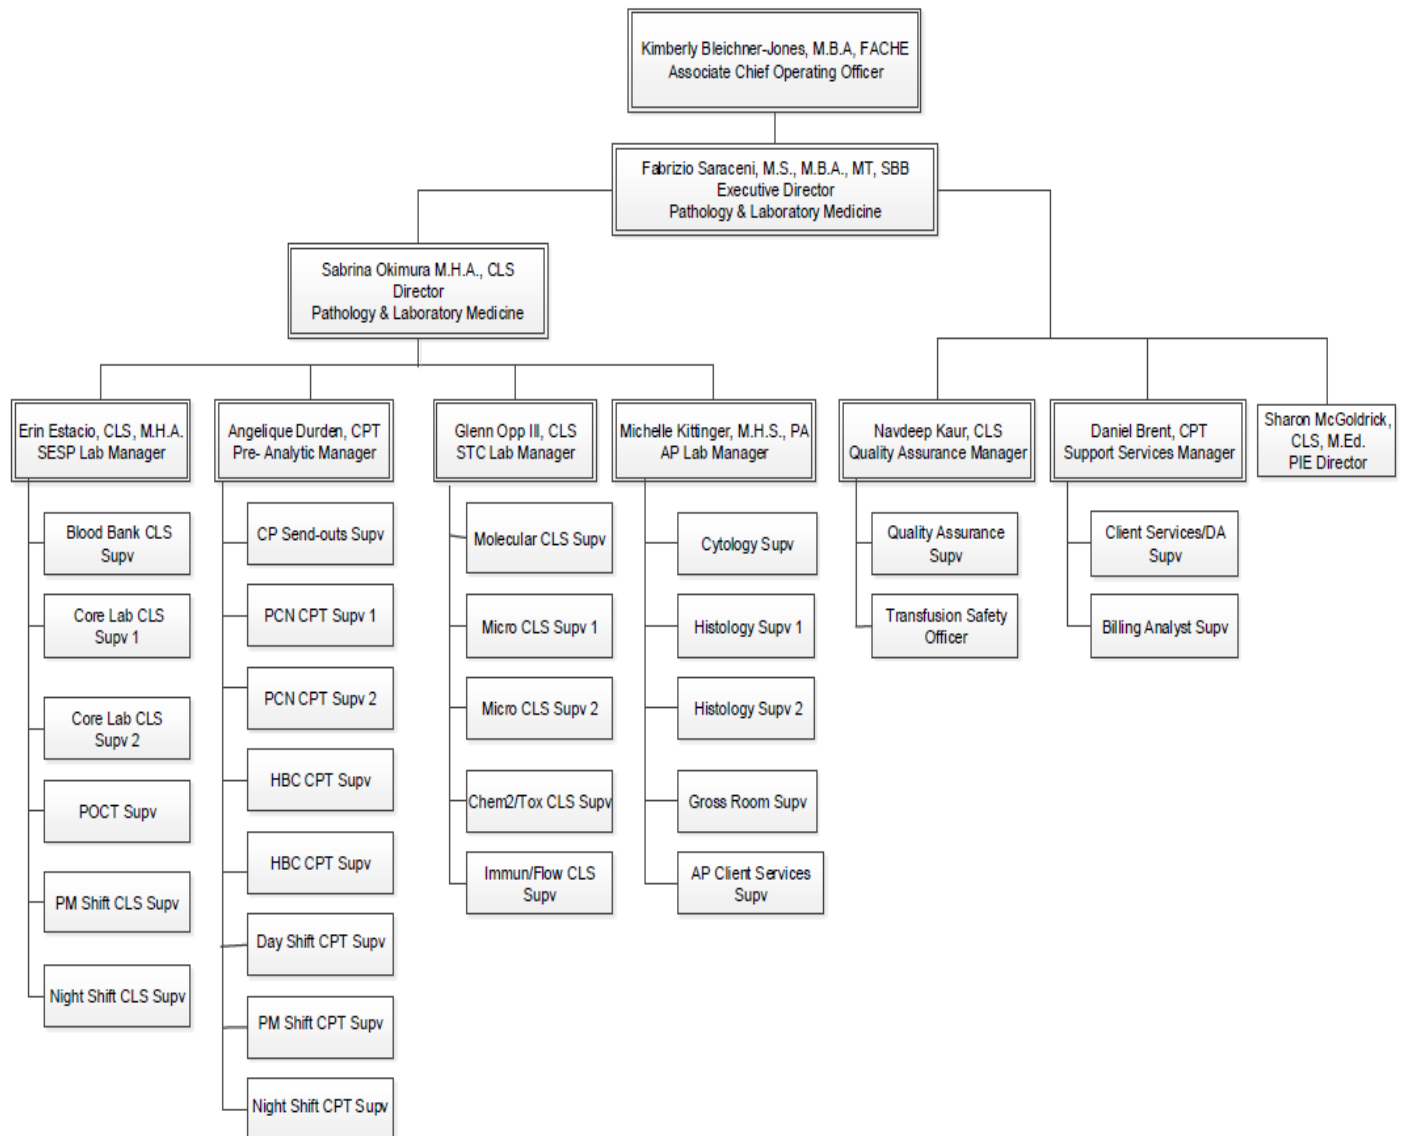 Kimberly Bleichner-Jones, M.B.A, FACHE
Associate Chief Operating Officer
Fabrizio Saraceni, M.S., M.B.A., MT, SBB
Executive Director
Pathology & Laboratory Medicine
Sabrina Okimura M.H.A., CLS
Director
Pathology & Laboratory Medicine
Erin Estacio, CLS, M.H.A.
SESP Lab Manager
Blood Bank CLS
Supv
Core Lab CLS
Supv 1
Core Lab CLS
Supv 2
POCT Supv
PM Shift CLS Supv
Night Shift CLS Supv
Angelique Durden, CPT
Pre- Analytic Manager
CP Send-outs Supv
PCN CPT Supv 1
PCN CPT Supv 2
HBC CPT Supv
HBC CPT Supv
Day Shift CPT Supv
PM Shift CPT Supv
Night Shift CPT Supv
Glenn Opp III, CLS
STC Lab Manager
Molecular CLS Supv
Micro CLS Supv 1
Micro CLS Supv 2
Chem2/Tox CLS Supv
Immun/Flow CLS
Supv
Michelle Kittinger, M.H.S., PA
AP Lab Manager
Cytology Supv
Histology Supv 1
Histology Supv 2
Gross Room Supv
AP Client Services
Supv
Navdeep Kaur, CLS
Quality Assurance Manager
Quality Assurance
Supv
Transfusion Safety
Officer
Daniel Brent, CPT
Support Services Manager
Client Services/DA
Supv
Billing Analyst Supv
Sharon McGoldrick,
CLS, M.Ed.
PIE Director